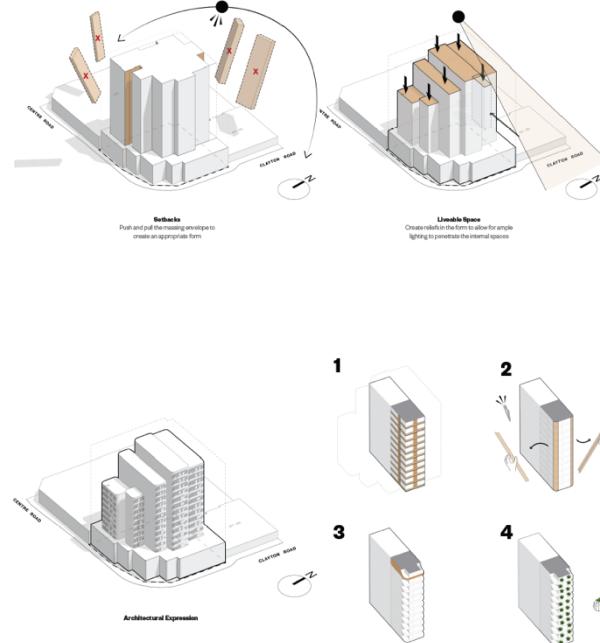 CENTRE ROAD
CLAYTON ROAD
N
Setbacks
Push and pull the massing envelope to
create an appropriate form
ROAD
CLAYTON ROAD
N
Liveable Space
Create reliefs in the form to allow for ample
lighting to penetrate the internal spaces
CENTRE ROAD
CLAYTON ROAD
N
Architectural Expression
1
2
3
4